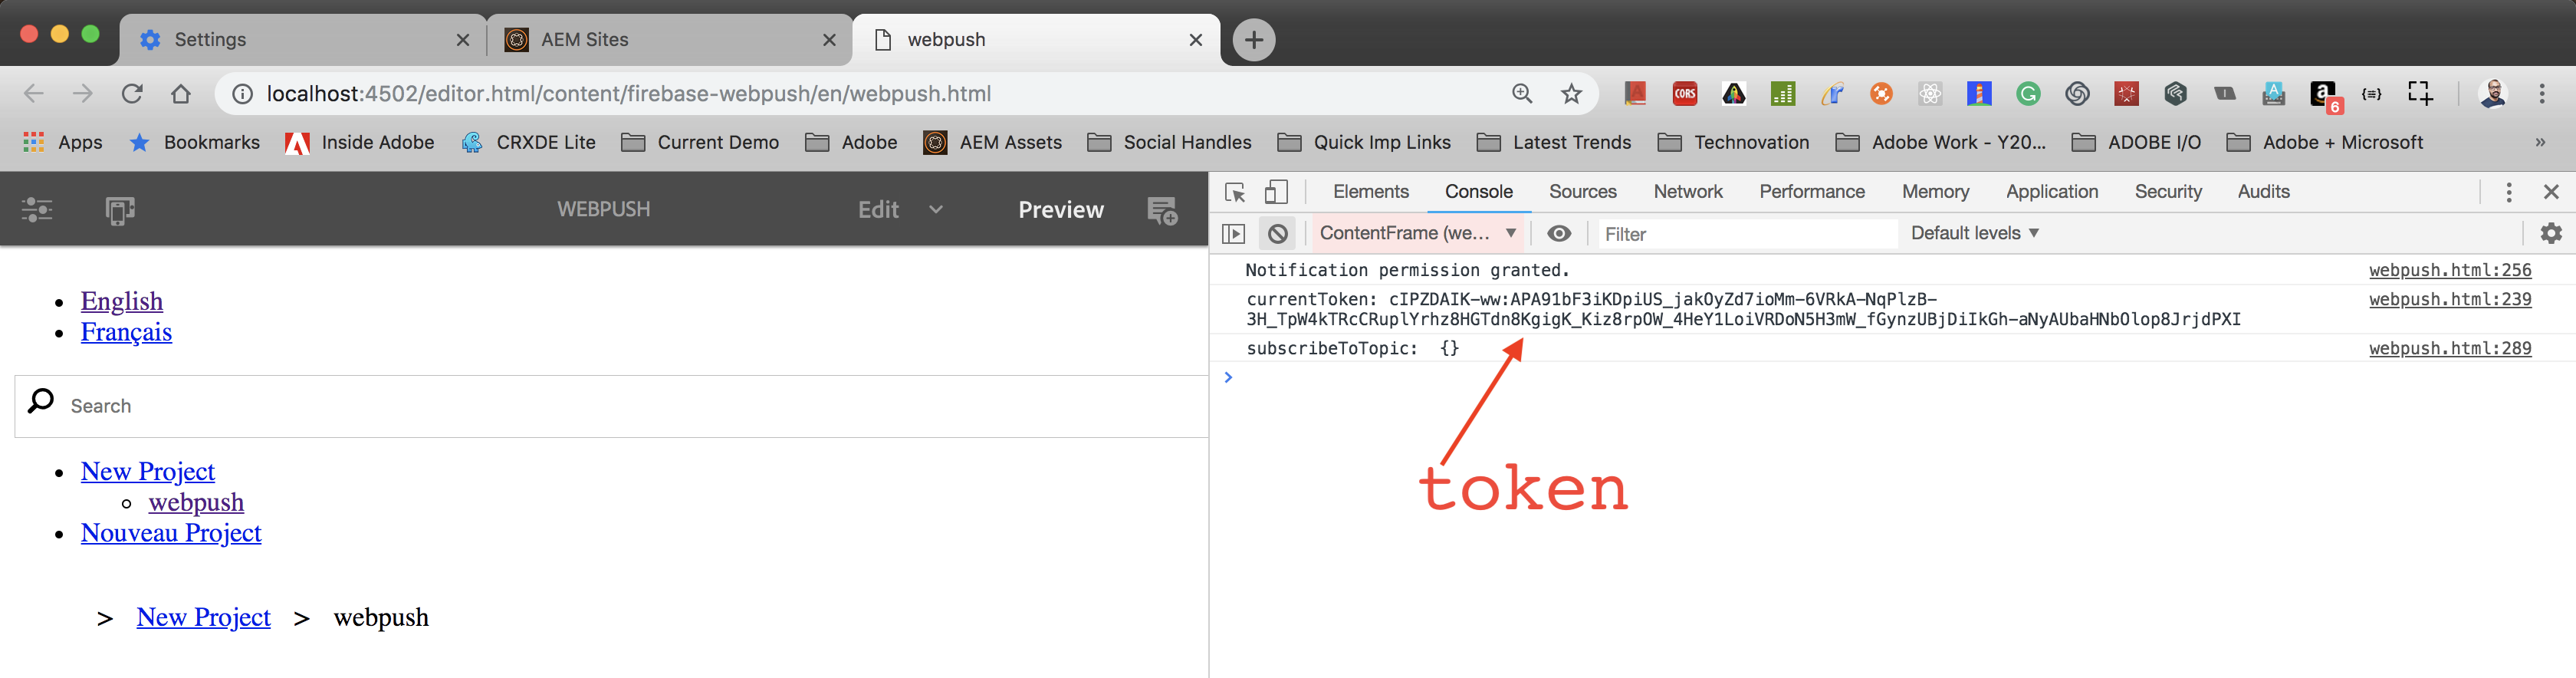 Settings
AEM Sites
webpush
localhost:4502/editor.html/content/firebase-webpush/en/webpush.html
CORS
6
Apps
Bookmarks
Inside Adobe
CRXDE Lite
Current Demo
Adobe
AEM Assets
Social Handles
Quick Imp Links
Latest Trends
Technovation
Adobe Work - Y20...
ADOBE I/O
Adobe + Microsoft
»
WEBPUSH
Edit
Preview
English
Français
Search
New Project
webpush
Nouveau Project
> New Project > webpush
Elements Console Sources Network Performance Memory Application Security Audits
ContentFrame (we... Filter Default levels
Notification permission granted. webpush.html:256
currentToken: cIPZDAIK-ww:APA91bF3iKDpiUS_jakOyZd7ioMm-6VRkA-NqPlzB- webpush.html:239
3H_TpW4kTRcCRuplYrhz8HGTdn8KgigK_Kiz8rpOW_4HeY1LoiVRDoN5H3mW_fGynzUBjDiIkGh-aNyAUbaHNbOlop8JrjdPXI
subscribeToTopic: {} webpush.html:289
token